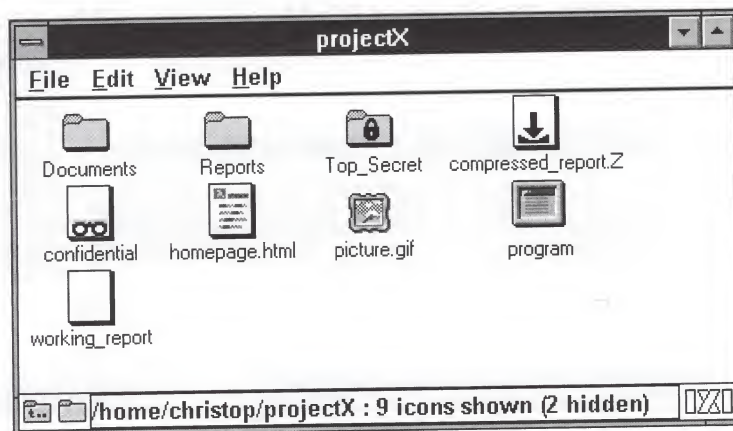 projectX
File Edit View Help
Documents Reports Top_Secret compressed_report.Z
confidential homepage.html picture.gif program
working_report
/home/christop/projectX : 9 icons shown (2 hidden)
IXI